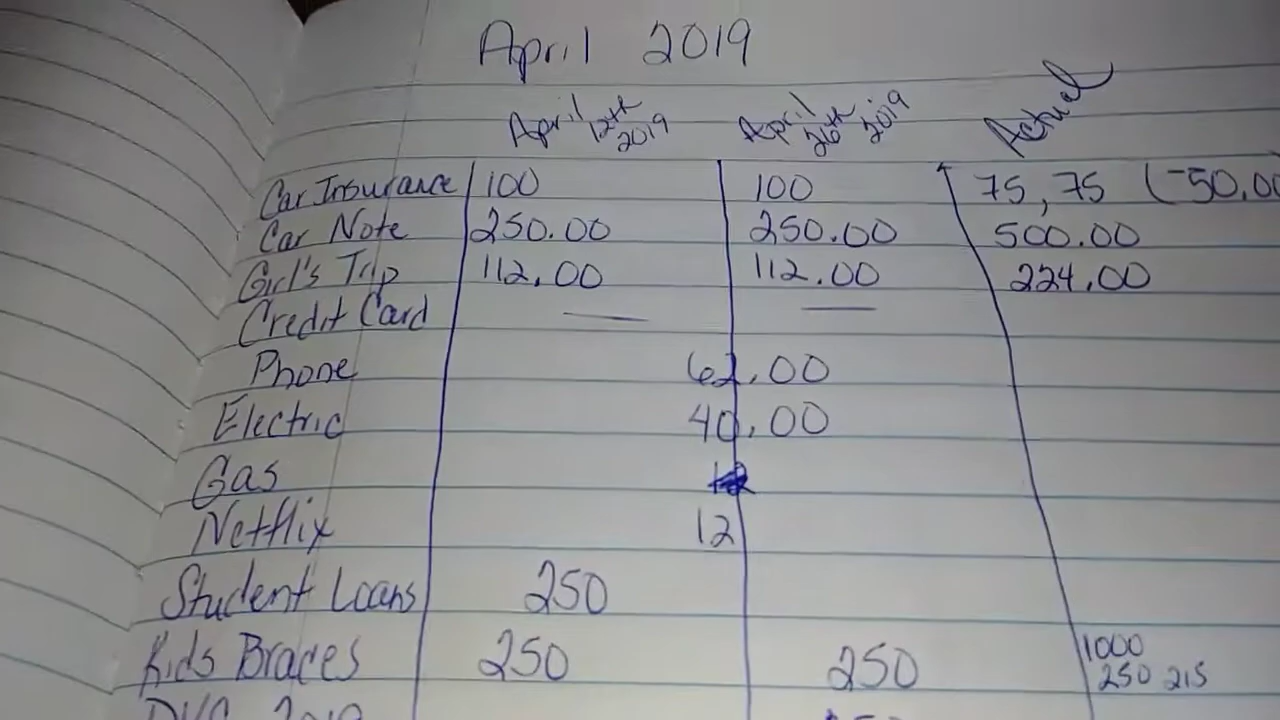 April 2019
April 12th 2019 April 26th 2019 Actual
Car Insurance 100 100 75, 75 (-50.00
Car Note 250.00 250.00 500.00
Girl's Trip 112.00 112.00 224.00
Credit Card — —
Phone 62.00
Electric 40.00
Gas
Netflix 12
Student Loans 250
Kids Braces 250 250 1000
250 215
2019